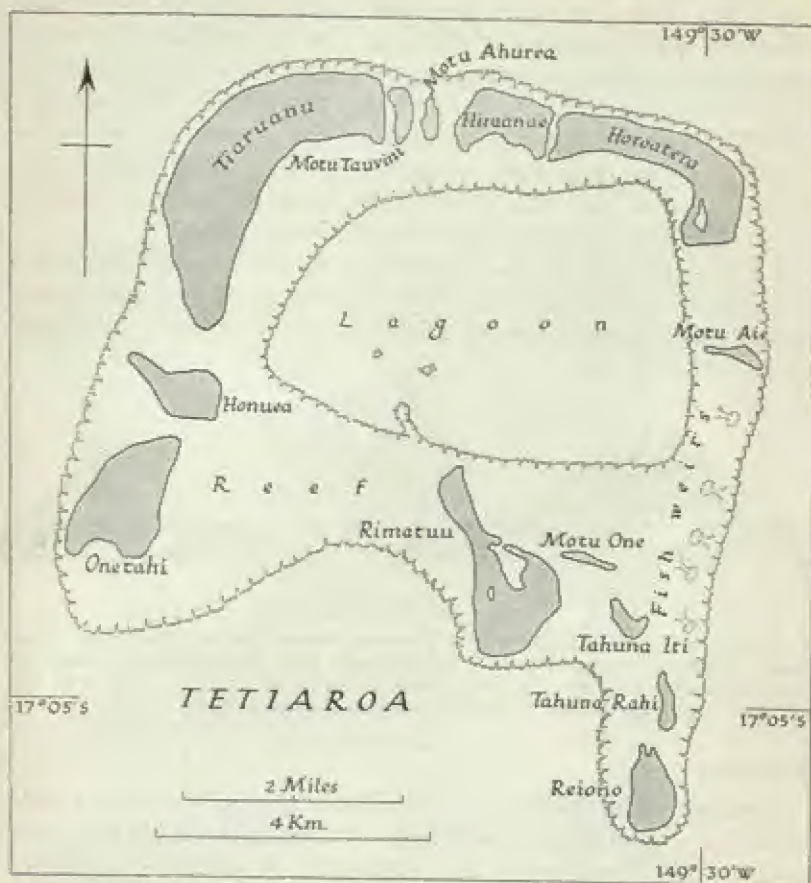 149° 30'W
Motu Ahurea
Tiaruanu
Motu Tauvini
Hiraanae
Horoatera
Lagoon
Motu Aie
Honuea
Reef
Fish weirs
Rimatuu
Motu One
Onetahi
Tahuna Iti
TETIAROA
17°05'S
Tahuna Rahi
17°05'S
2 Miles
4 Km.
Reiono
149° 30'W